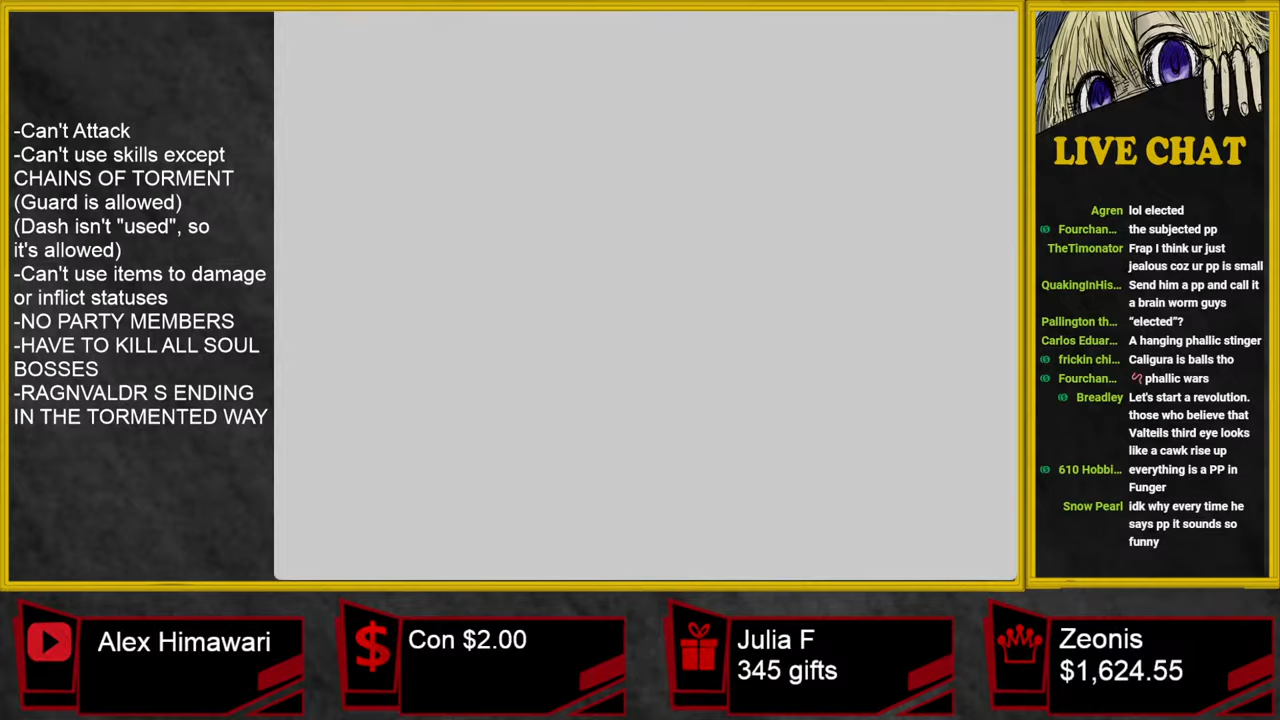 -Can't Attack
-Can't use skills except
CHAINS OF TORMENT
(Guard is allowed)
(Dash isn't "used", so
it's allowed)
-Can't use items to damage
or inflict statuses
-NO PARTY MEMBERS
-HAVE TO KILL ALL SOUL
BOSSES
-RAGNVALDR S ENDING
IN THE TORMENTED WAY
LIVE CHAT
Agren lol elected
Fourchan... the subjected pp
TheTimonator Frap I think ur just
jealous coz ur pp is small
QuakingInHis... Send him a pp and call it
a brain worm guys
Pallington th... “elected”?
Carlos Eduar... A hanging phallic stinger
frickin chi... Caligura is balls tho
Fourchan... phallic wars
Breadley Let's start a revolution.
those who believe that
Valteils third eye looks
like a cawk rise up
610 Hobbi... everything is a PP in
Funger
Snow Pearl idk why every time he
says pp it sounds so
funny
Alex Himawari
$ Con $2.00
Julia F
345 gifts
Zeonis
$1,624.55